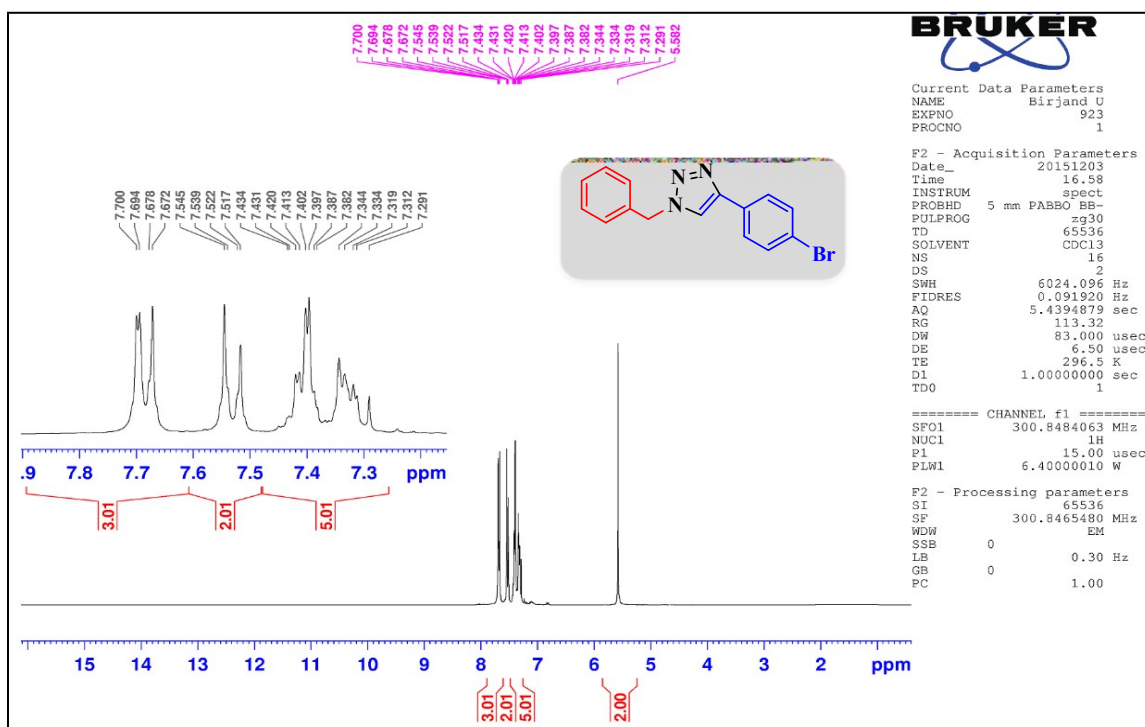 7.700
7.694
7.678
7.672
7.545
7.539
7.522
7.517
7.434
7.431
7.420
7.413
7.402
7.397
7.387
7.382
7.344
7.334
7.319
7.312
7.291
5.582
BRUKER
Current Data Parameters
NAME Birjand U
EXPNO 923
PROCNO 1
F2 - Acquisition Parameters
Date_ 20151203
Time 16.58
INSTRUM spect
PROBHD 5 mm PABBO BB-
PULPROG zg30
TD 65536
SOLVENT CDCl3
NS 16
DS 2
SWH 6024.096 Hz
FIDRES 0.091920 Hz
AQ 5.4394879 sec
RG 113.32
DW 83.000 usec
DE 6.50 usec
TE 296.5 K
D1 1.00000000 sec
TD0 1
======== CHANNEL f1 ========
SFO1 300.8484063 MHz
NUC1 1H
P1 15.00 usec
PLW1 6.40000010 W
F2 - Processing parameters
SI 65536
SF 300.8465480 MHz
WDW EM
SSB 0
LB 0.30 Hz
GB 0
PC 1.00
N N
N
Br
7.700
7.694
7.678
7.672
7.545
7.539
7.522
7.517
7.434
7.431
7.420
7.413
7.402
7.397
7.387
7.382
7.344
7.334
7.319
7.312
7.291
.9 7.8 7.7 7.6 7.5 7.4 7.3 ppm
3.01 2.01 5.01
15 14 13 12 11 10 9 8 7 6 5 4 3 2 ppm
3.01 2.01 5.01 2.00